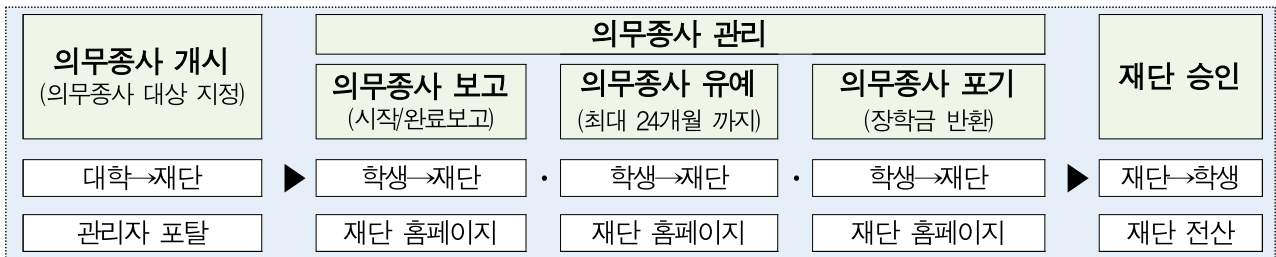 의무종사 개시
(의무종사 대상 지정)
의무종사 관리
의무종사 보고
(시작/완료보고)
의무종사 유예
(최대 24개월 까지)
의무종사 포기
(장학금 반환)
재단 승인
대학→재단
▶
학생→재단
·
학생→재단
·
학생→재단
▶
재단→학생
관리자 포탈
재단 홈페이지
재단 홈페이지
재단 홈페이지
재단 전산